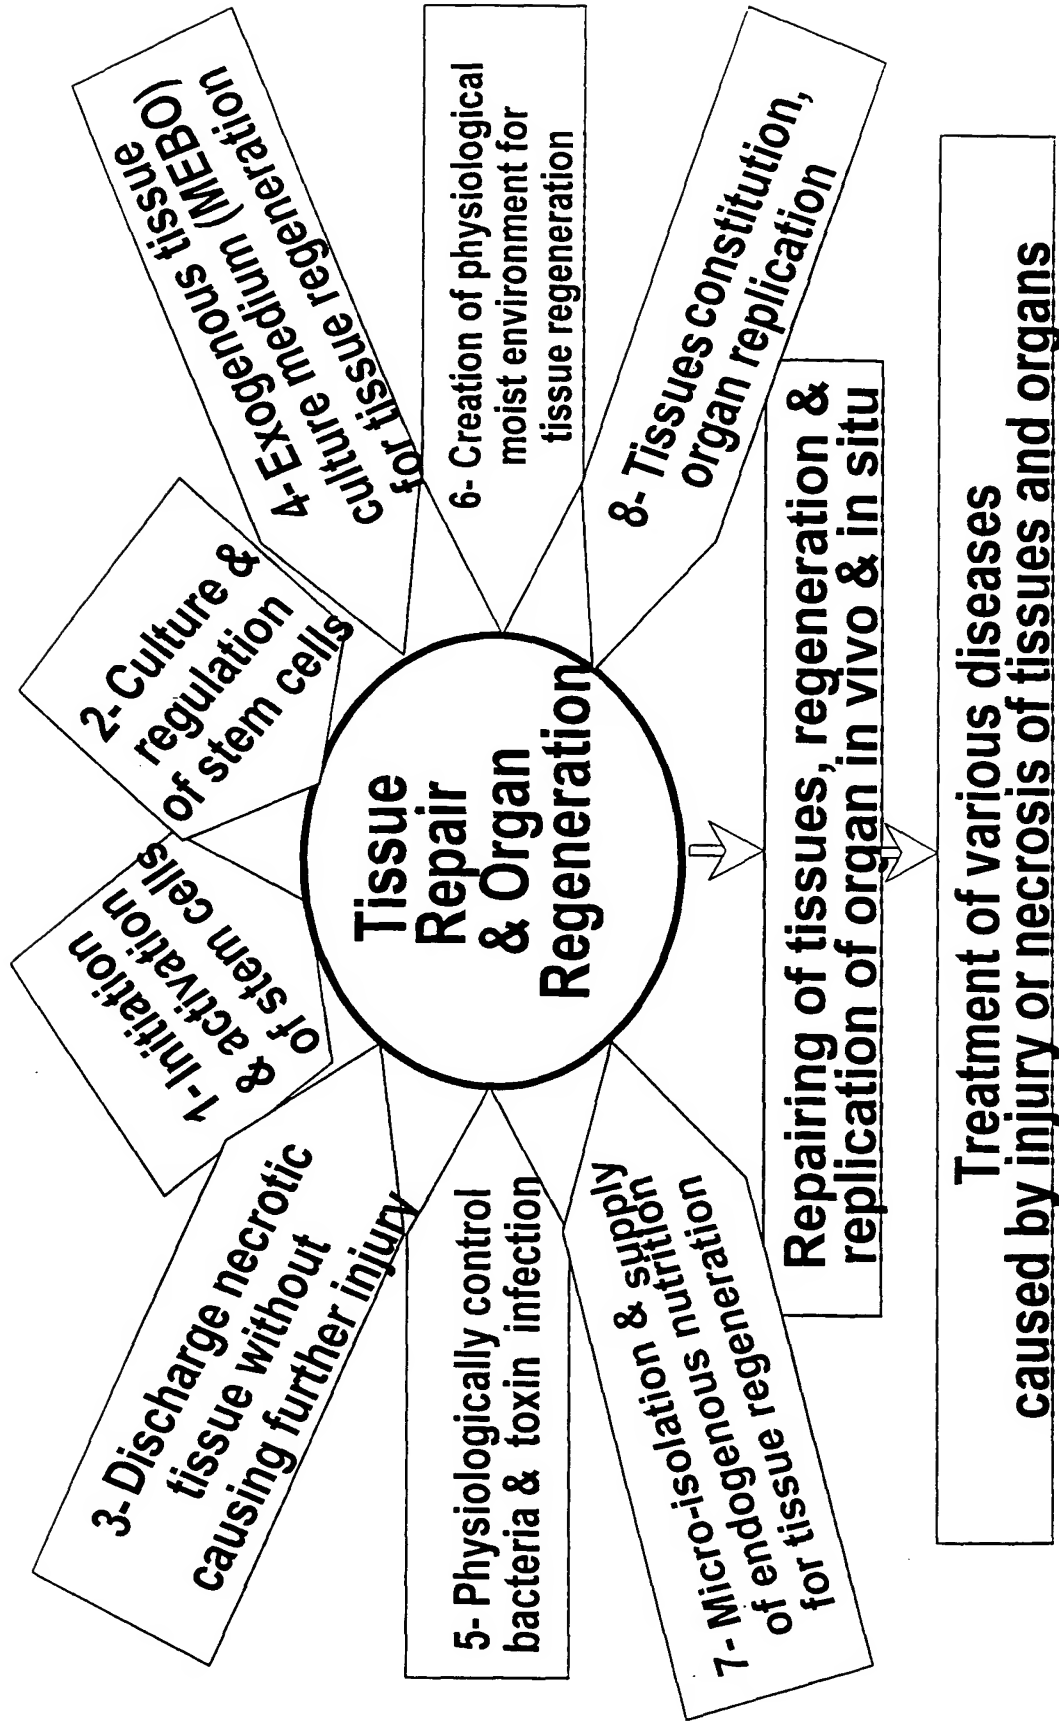 1- Initiation
& activation
of stem cells
2- Culture &
regulation
of stem cells
3- Discharge necrotic
tissue without
causing further injury
4- Exogenous tissue
culture medium (MEBO)
for tissue regeneration
5- Physiologically control
bacteria & toxin infection
6- Creation of physiological
moist environment for
tissue regeneration
7- Micro-isolation & supply
of endogenous nutrition
for tissue regeneration
8- Tissues constitution,
organ replication
Tissue
Repair
& Organ
Regeneration
Repairing of tissues, regeneration &
replication of organ in vivo & in situ
Treatment of various diseases
caused by injury or necrosis of tissues and organs